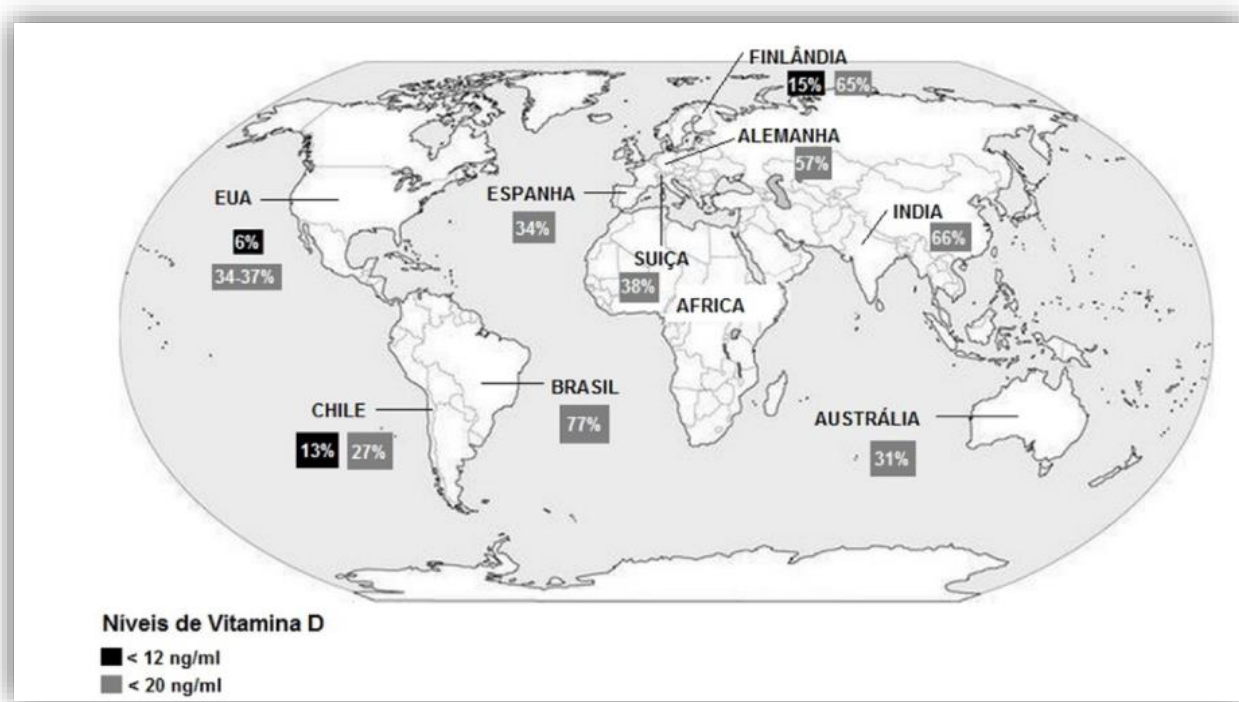 FINLÂNDIA
15% 65%
ALEMANHA
57%
EUA
6%
34-37%
ESPANHA
34%
INDIA
66%
SUIÇA
38%
AFRICA
BRASIL
77%
CHILE
13% 27%
AUSTRÁLIA
31%
Níveis de Vitamina D
< 12 ng/ml
< 20 ng/ml